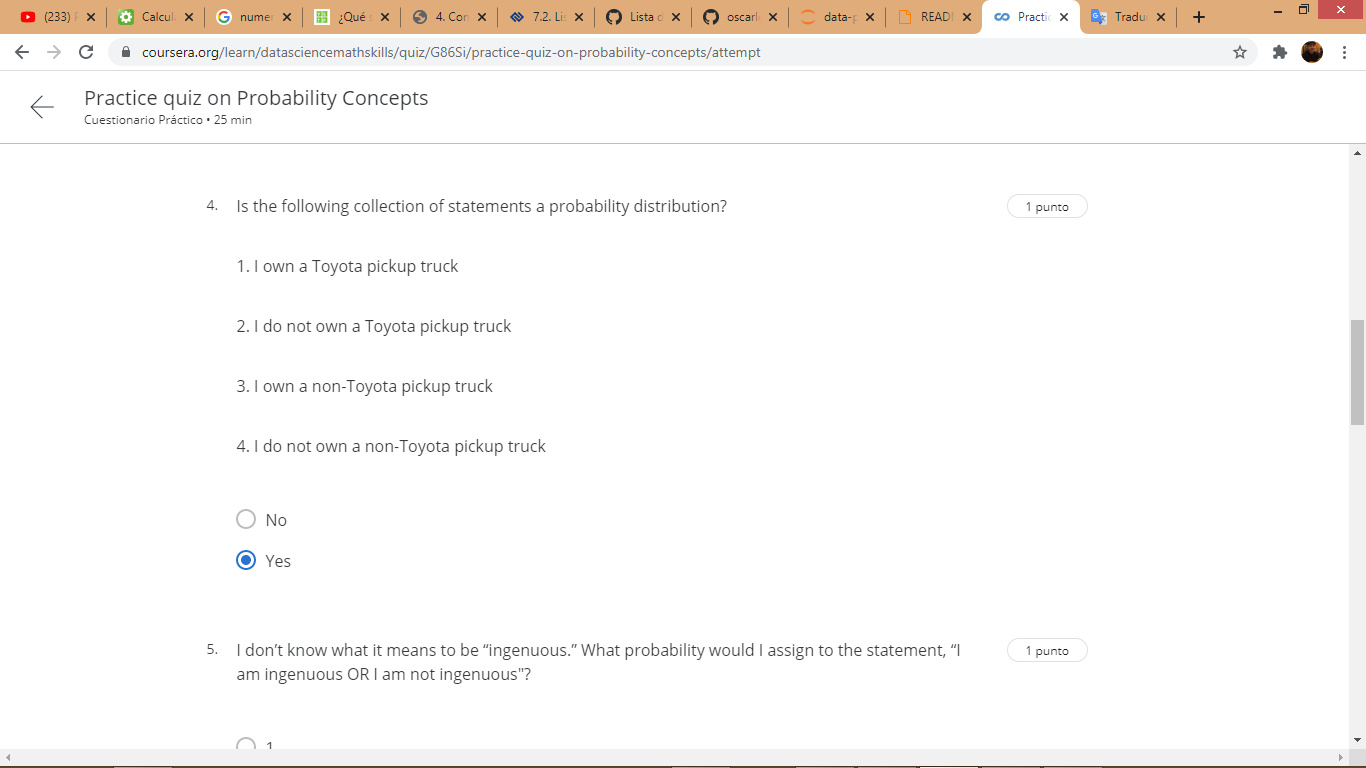 (233)
Calcul
numer
¿Qué
4. Con
7.2. Lis
Lista d
oscarl
data-p
READI
Practic
Tradu
coursera.org/learn/datasciencemathskills/quiz/G86Si/practice-quiz-on-probability-concepts/attempt
Practice quiz on Probability Concepts
Cuestionario Práctico • 25 min
4. Is the following collection of statements a probability distribution?
1 punto
1. I own a Toyota pickup truck
2. I do not own a Toyota pickup truck
3. I own a non-Toyota pickup truck
4. I do not own a non-Toyota pickup truck
No
Yes
5. I don’t know what it means to be “ingenuous.” What probability would I assign to the statement, “I
am ingenuous OR I am not ingenuous"?
1 punto
1